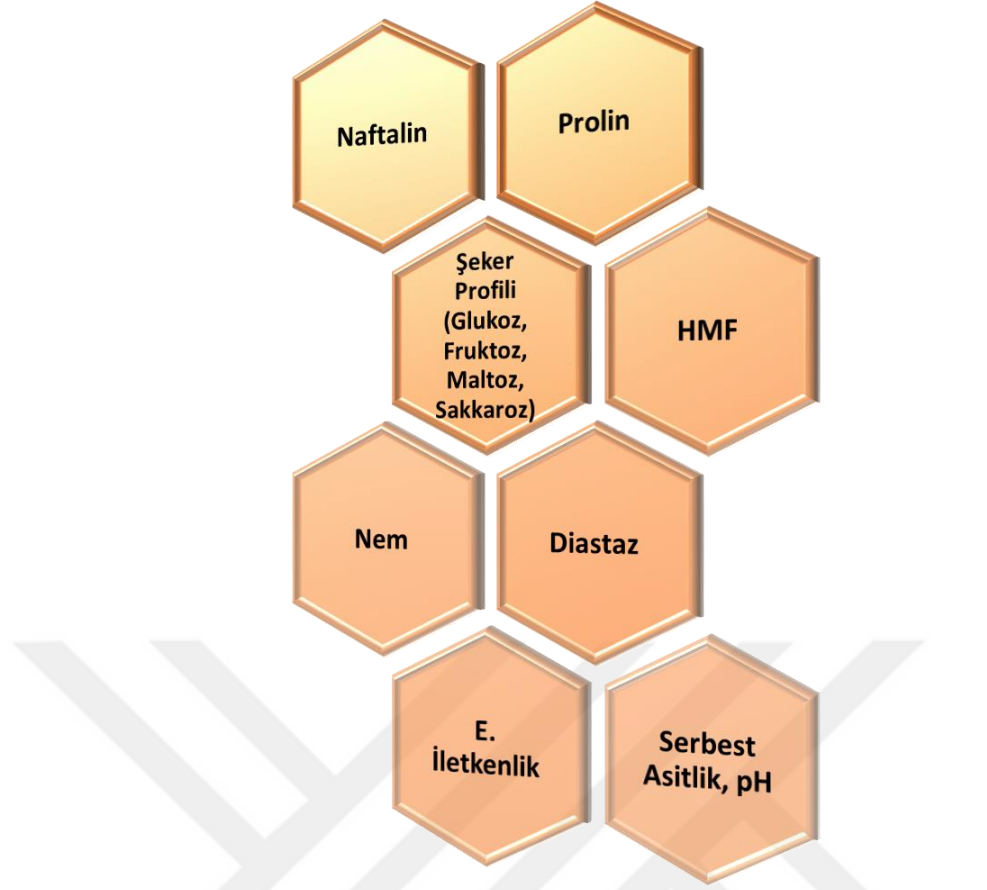 Naftalin
Prolin
Şeker
Profili
(Glukoz,
Fruktoz,
Maltoz,
Sakkaroz)
HMF
Nem
Diastaz
E.
İletkenlik
Serbest
Asitlik, pH